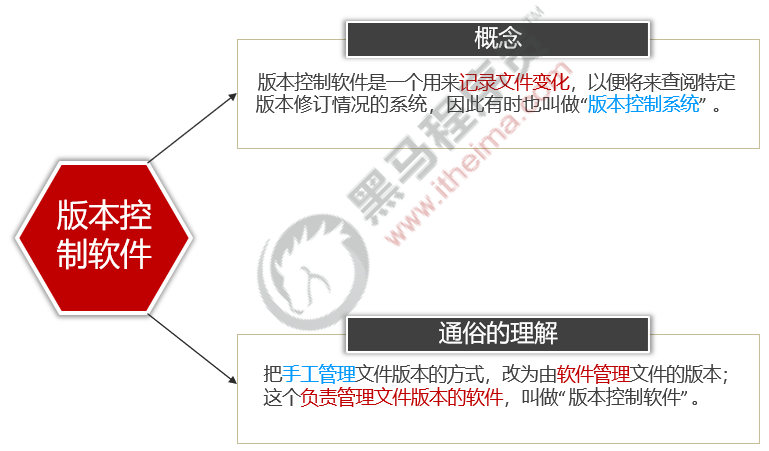 概念
版本控制软件是一个用来记录文件变化，以便将来查阅特定
版本修订情况的系统，因此有时也叫做“版本控制系统”。
版本控
制软件
通俗的理解
把手工管理文件版本的方式，改为由软件管理文件的版本；
这个负责管理文件版本的软件，叫做“版本控制软件”。
黑马程序员™
www.itheima.com